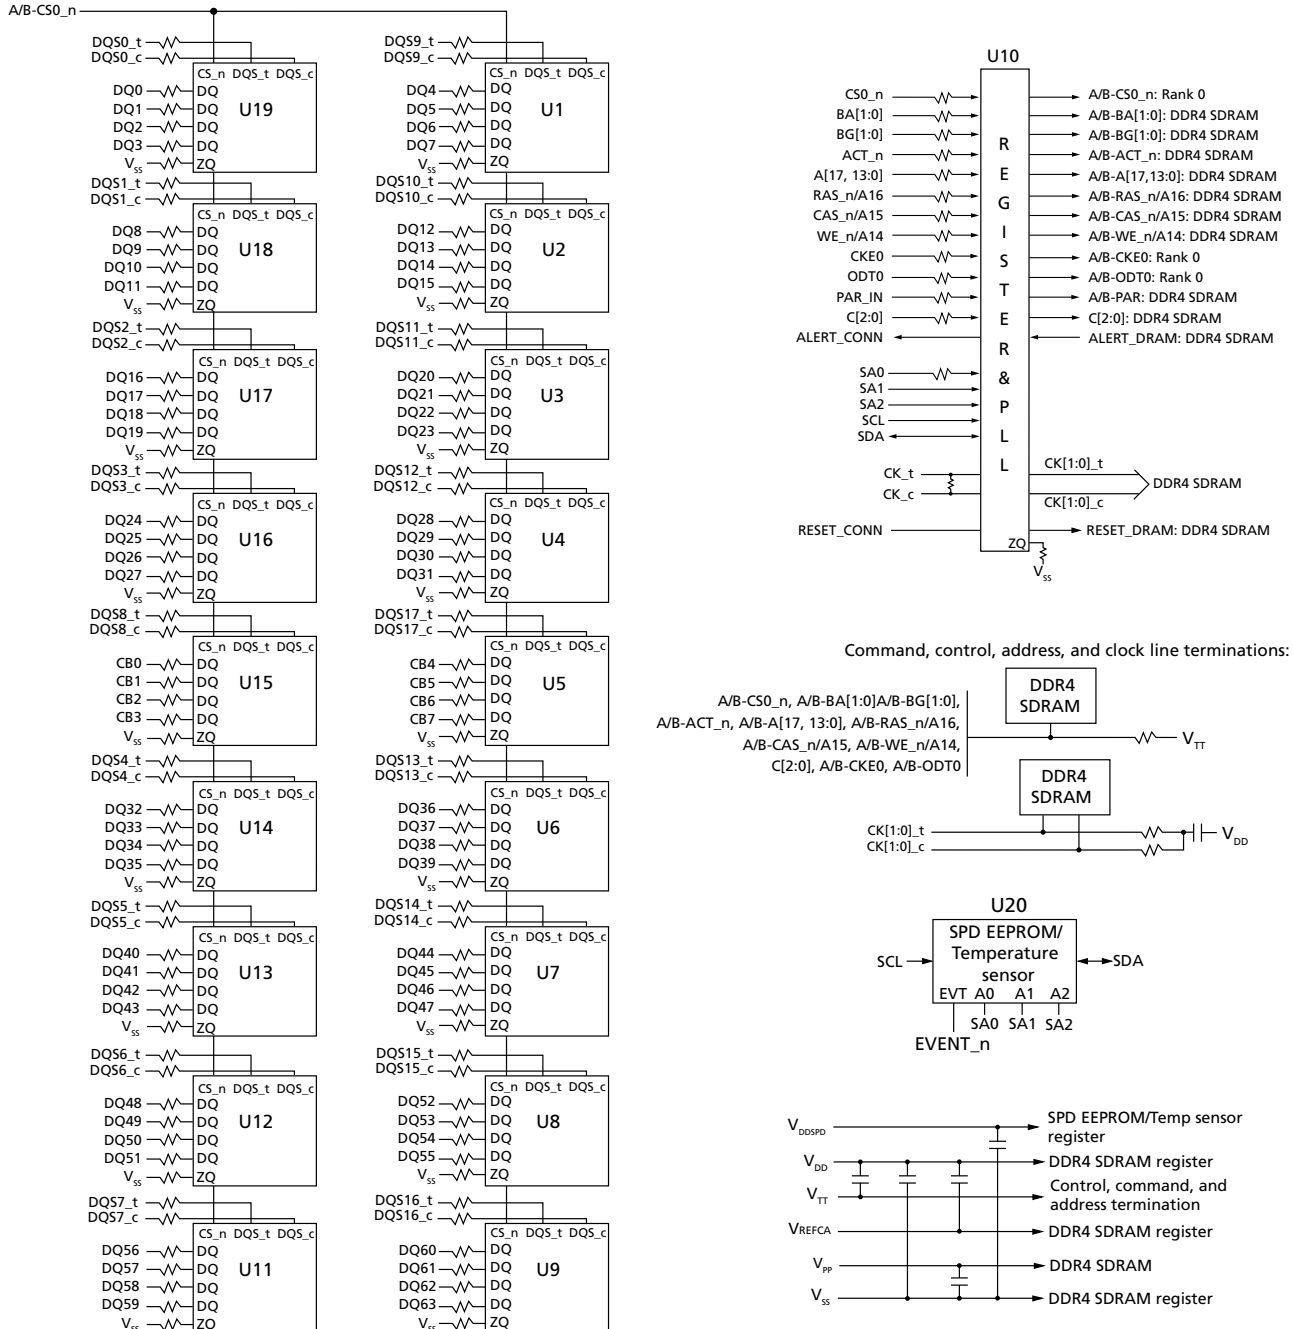 A/B-CS0_n
DQS0_t
DQS0_c
CS_n DQS_t DQS_c
DQ0 DQ
DQ1 DQ U19
DQ2 DQ
DQ3 DQ
Vss ZQ
DQS1_t
DQS1_c
CS_n DQS_t DQS_c
DQ8 DQ
DQ9 DQ U18
DQ10 DQ
DQ11 DQ
Vss ZQ
DQS2_t
DQS2_c
CS_n DQS_t DQS_c
DQ16 DQ
DQ17 DQ U17
DQ18 DQ
DQ19 DQ
Vss ZQ
DQS3_t
DQS3_c
CS_n DQS_t DQS_c
DQ24 DQ
DQ25 DQ U16
DQ26 DQ
DQ27 DQ
Vss ZQ
DQS8_t
DQS8_c
CS_n DQS_t DQS_c
CB0 DQ
CB1 DQ U15
CB2 DQ
CB3 DQ
Vss ZQ
DQS4_t
DQS4_c
CS_n DQS_t DQS_c
DQ32 DQ
DQ33 DQ U14
DQ34 DQ
DQ35 DQ
Vss ZQ
DQS5_t
DQS5_c
CS_n DQS_t DQS_c
DQ40 DQ
DQ41 DQ U13
DQ42 DQ
DQ43 DQ
Vss ZQ
DQS6_t
DQS6_c
CS_n DQS_t DQS_c
DQ48 DQ
DQ49 DQ U12
DQ50 DQ
DQ51 DQ
Vss ZQ
DQS7_t
DQS7_c
CS_n DQS_t DQS_c
DQ56 DQ
DQ57 DQ U11
DQ58 DQ
DQ59 DQ
Vss ZQ
DQS9_t
DQS9_c
CS_n DQS_t DQS_c
DQ4 DQ
DQ5 DQ U1
DQ6 DQ
DQ7 DQ
Vss ZQ
DQS10_t
DQS10_c
CS_n DQS_t DQS_c
DQ12 DQ
DQ13 DQ U2
DQ14 DQ
DQ15 DQ
Vss ZQ
DQS11_t
DQS11_c
CS_n DQS_t DQS_c
DQ20 DQ
DQ21 DQ U3
DQ22 DQ
DQ23 DQ
Vss ZQ
DQS12_t
DQS12_c
CS_n DQS_t DQS_c
DQ28 DQ
DQ29 DQ U4
DQ30 DQ
DQ31 DQ
Vss ZQ
DQS17_t
DQS17_c
CS_n DQS_t DQS_c
CB4 DQ
CB5 DQ U5
CB6 DQ
CB7 DQ
Vss ZQ
DQS13_t
DQS13_c
CS_n DQS_t DQS_c
DQ36 DQ
DQ37 DQ U6
DQ38 DQ
DQ39 DQ
Vss ZQ
DQS14_t
DQS14_c
CS_n DQS_t DQS_c
DQ44 DQ
DQ45 DQ U7
DQ46 DQ
DQ47 DQ
Vss ZQ
DQS15_t
DQS15_c
CS_n DQS_t DQS_c
DQ52 DQ
DQ53 DQ U8
DQ54 DQ
DQ55 DQ
Vss ZQ
DQS16_t
DQS16_c
CS_n DQS_t DQS_c
DQ60 DQ
DQ61 DQ U9
DQ62 DQ
DQ63 DQ
Vss ZQ
U10
REGISTER & PLL
CS0_n A/B-CS0_n: Rank 0
BA[1:0] A/B-BA[1:0]: DDR4 SDRAM
BG[1:0] A/B-BG[1:0]: DDR4 SDRAM
ACT_n A/B-ACT_n: DDR4 SDRAM
A[17, 13:0] A/B-A[17,13:0]: DDR4 SDRAM
RAS_n/A16 A/B-RAS_n/A16: DDR4 SDRAM
CAS_n/A15 A/B-CAS_n/A15: DDR4 SDRAM
WE_n/A14 A/B-WE_n/A14: DDR4 SDRAM
CKE0 A/B-CKE0: Rank 0
ODT0 A/B-ODT0: Rank 0
PAR_IN A/B-PAR: DDR4 SDRAM
C[2:0] C[2:0]: DDR4 SDRAM
ALERT_CONN ALERT_DRAM: DDR4 SDRAM
SA0
SA1
SA2
SCL
SDA
CK_t CK[1:0]_t
DDR4 SDRAM
CK_c CK[1:0]_c
RESET_CONN RESET_DRAM: DDR4 SDRAM
ZQ
Vss
Command, control, address, and clock line terminations:
DDR4
SDRAM
A/B-CS0_n, A/B-BA[1:0]A/B-BG[1:0],
A/B-ACT_n, A/B-A[17, 13:0], A/B-RAS_n/A16,
A/B-CAS_n/A15, A/B-WE_n/A14,
C[2:0], A/B-CKE0, A/B-ODT0
VTT
DDR4
SDRAM
CK[1:0]_t
CK[1:0]_c
VDD
U20
SPD EEPROM/
Temperature
sensor
SCL SDA
EVT A0 A1 A2
SA0 SA1 SA2
EVENT_n
VDDSPD SPD EEPROM/Temp sensor
register
VDD DDR4 SDRAM register
VTT Control, command, and
address termination
VREFCA DDR4 SDRAM register
VPP DDR4 SDRAM
Vss DDR4 SDRAM register